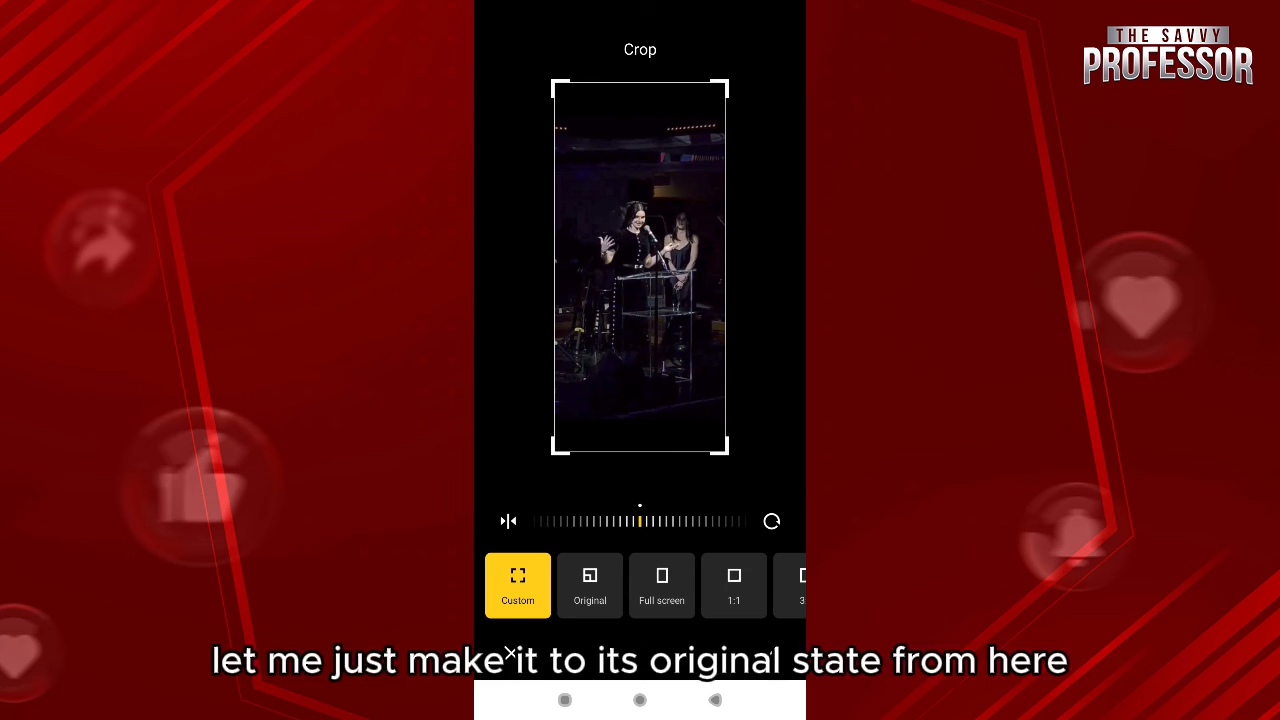 THE SAVVY
PROFESSOR
Crop
Custom
Original
Full screen
1:1
let me just make it to its original state from here